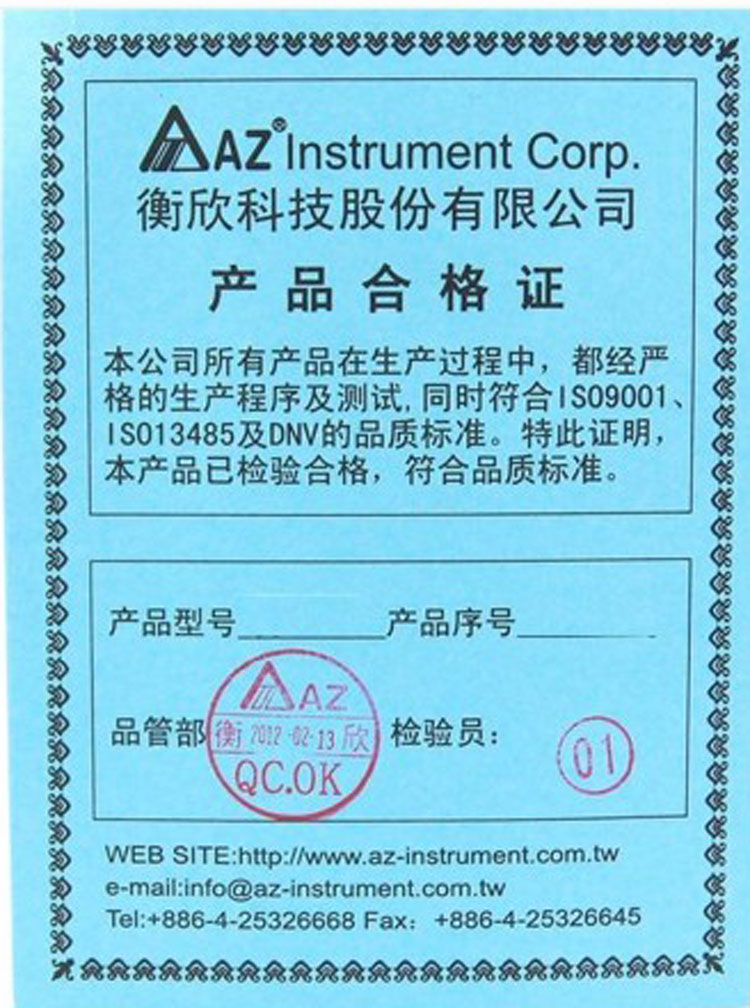 AZ® Instrument Corp.
衡欣科技股份有限公司
产品合格证
本公司所有产品在生产过程中，都经严
格的生产程序及测试,同时符合ISO9001、
ISO13485及DNV的品质标准。特此证明，
本产品已检验合格，符合品质标准。
产品型号 产品序号
品管部 检验员：
AZ
衡 2012-02-13 欣
QC.OK
01
WEB SITE:http://www.az-instrument.com.tw
e-mail:info@az-instrument.com.tw
Tel:+886-4-25326668 Fax：+886-4-25326645